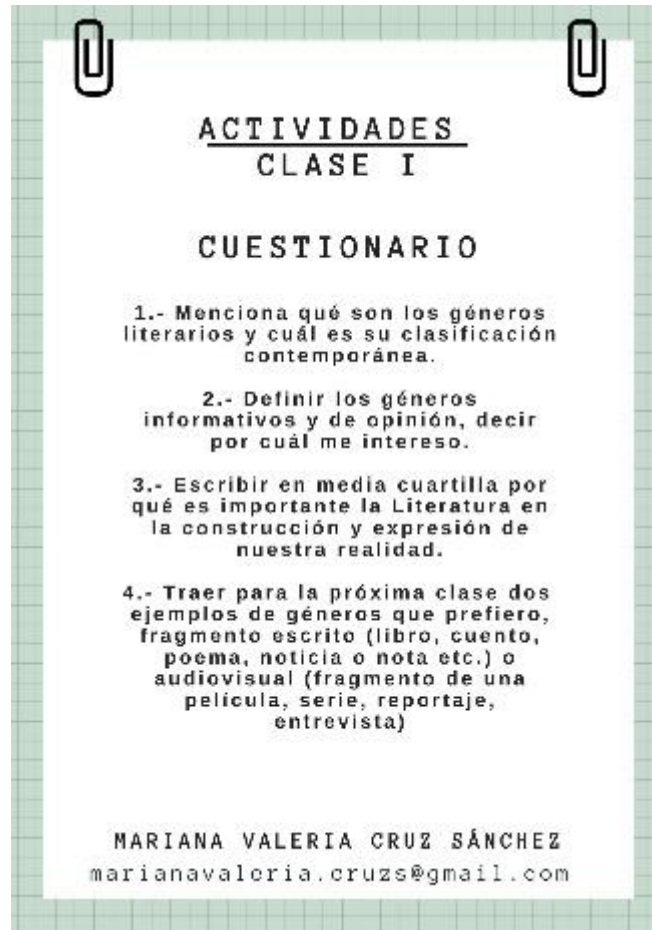 ACTIVIDADES
CLASE I
CUESTIONARIO
1.- Menciona qué son los géneros
literarios y cuál es su clasificación
contemporánea.
2.- Definir los géneros
informativos y de opinión, decir
por cuál me intereso.
3.- Escribir en media cuartilla por
qué es importante la Literatura en
la construcción y expresión de
nuestra realidad.
4.- Traer para la próxima clase dos
ejemplos de géneros que prefiero,
fragmento escrito (libro, cuento,
poema, noticia o nota etc.) o
audiovisual (fragmento de una
película, serie, reportaje,
entrevista)
MARIANA VALERIA CRUZ SÁNCHEZ
marianavaleria.cruzs@gmail.com